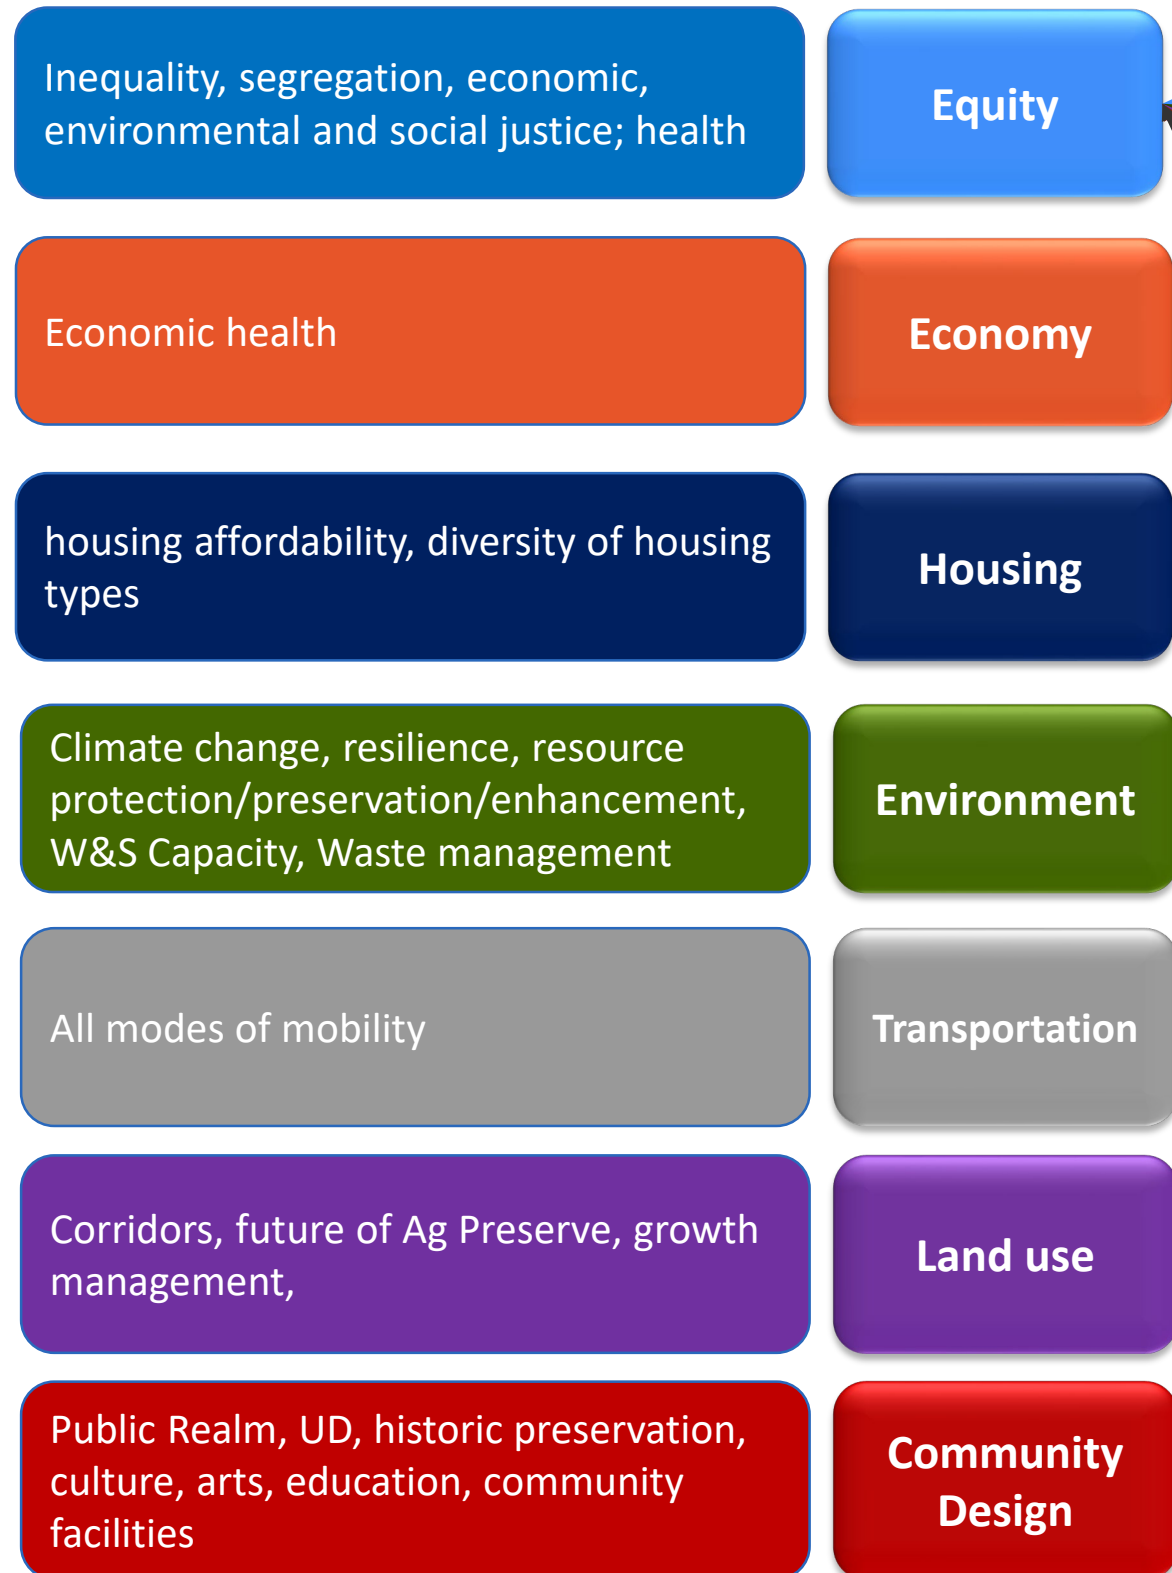 Inequality, segregation, economic,
environmental and social justice; health
Equity
Economic health
Economy
housing affordability, diversity of housing
types
Housing
Climate change, resilience, resource
protection/preservation/enhancement,
W&S Capacity, Waste management
Environment
All modes of mobility
Transportation
Corridors, future of Ag Preserve, growth
management,
Land use
Public Realm, UD, historic preservation,
culture, arts, education, community
facilities
Community
Design